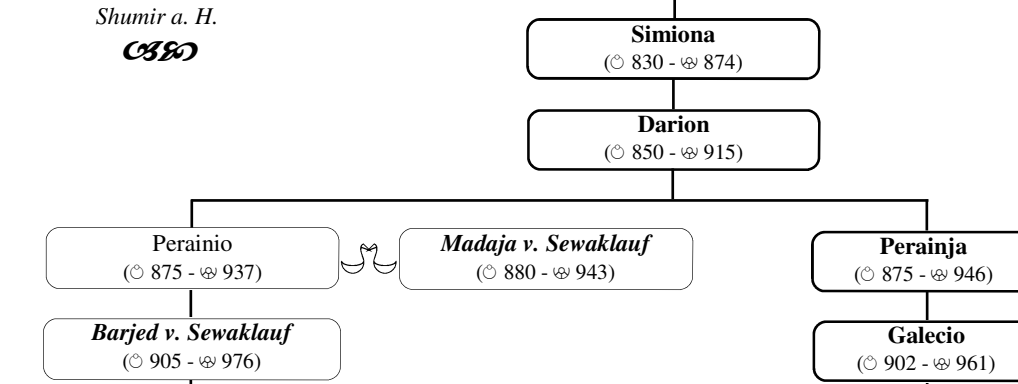 Shumir a. H.
Simiona
(830 - 874)
Darion
(850 - 915)
Perainio
(875 - 937)
Madaja v. Sewaklauf
(880 - 943)
Perainja
(875 - 946)
Barjed v. Sewaklauf
(905 - 976)
Galecio
(902 - 961)